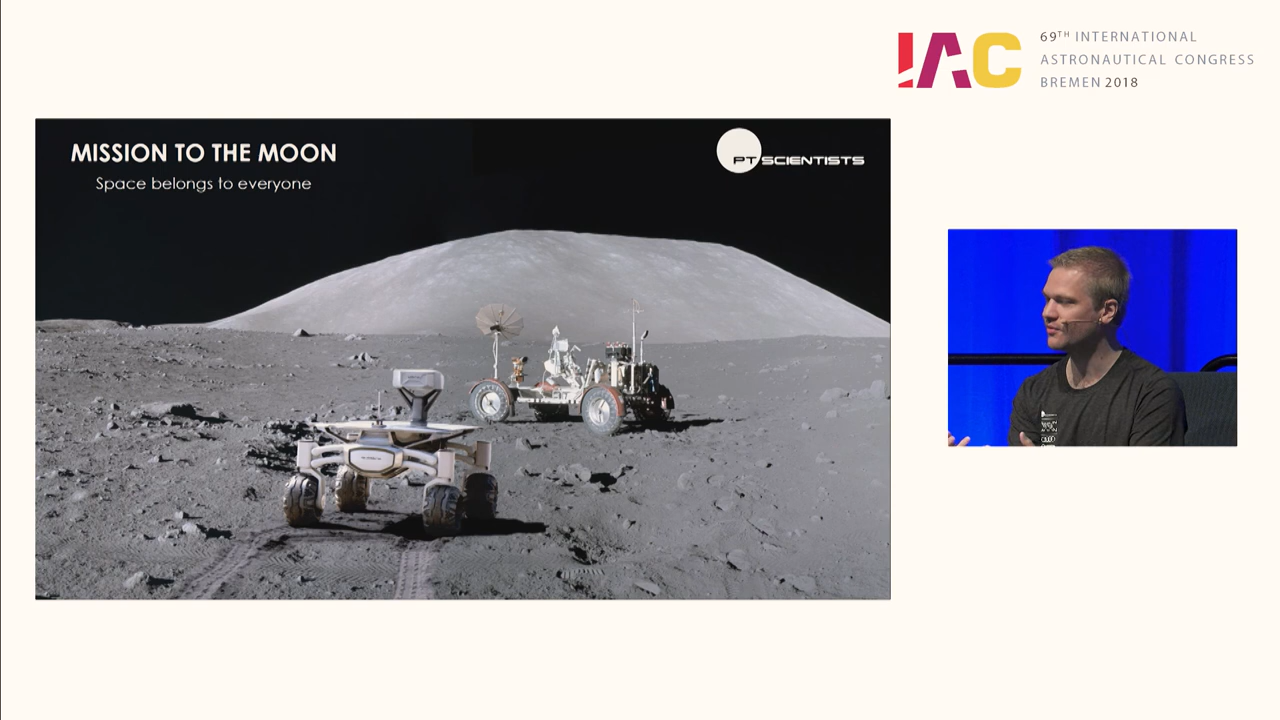 IAC
69TH INTERNATIONAL
ASTRONAUTICAL CONGRESS
BREMEN 2018
MISSION TO THE MOON
Space belongs to everyone
PT SCIENTISTS